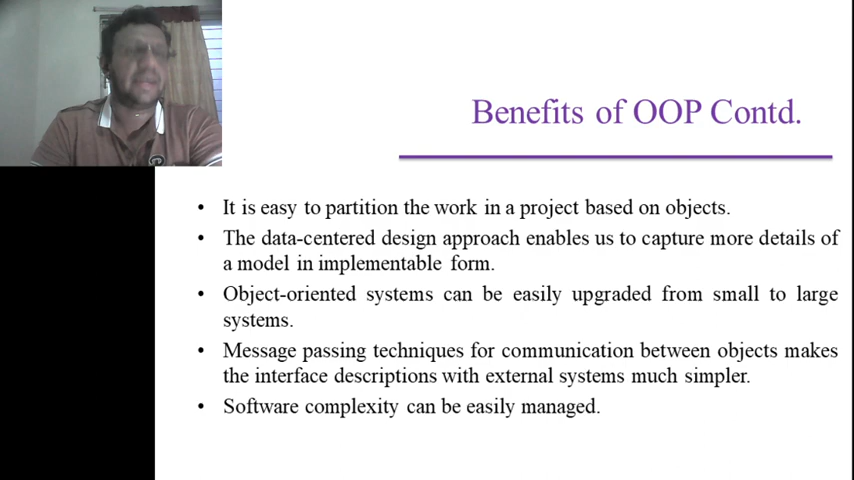 Benefits of OOP Contd.
• It is easy to partition the work in a project based on objects.
• The data-centered design approach enables us to capture more details of
a model in implementable form.
• Object-oriented systems can be easily upgraded from small to large
systems.
• Message passing techniques for communication between objects makes
the interface descriptions with external systems much simpler.
• Software complexity can be easily managed.